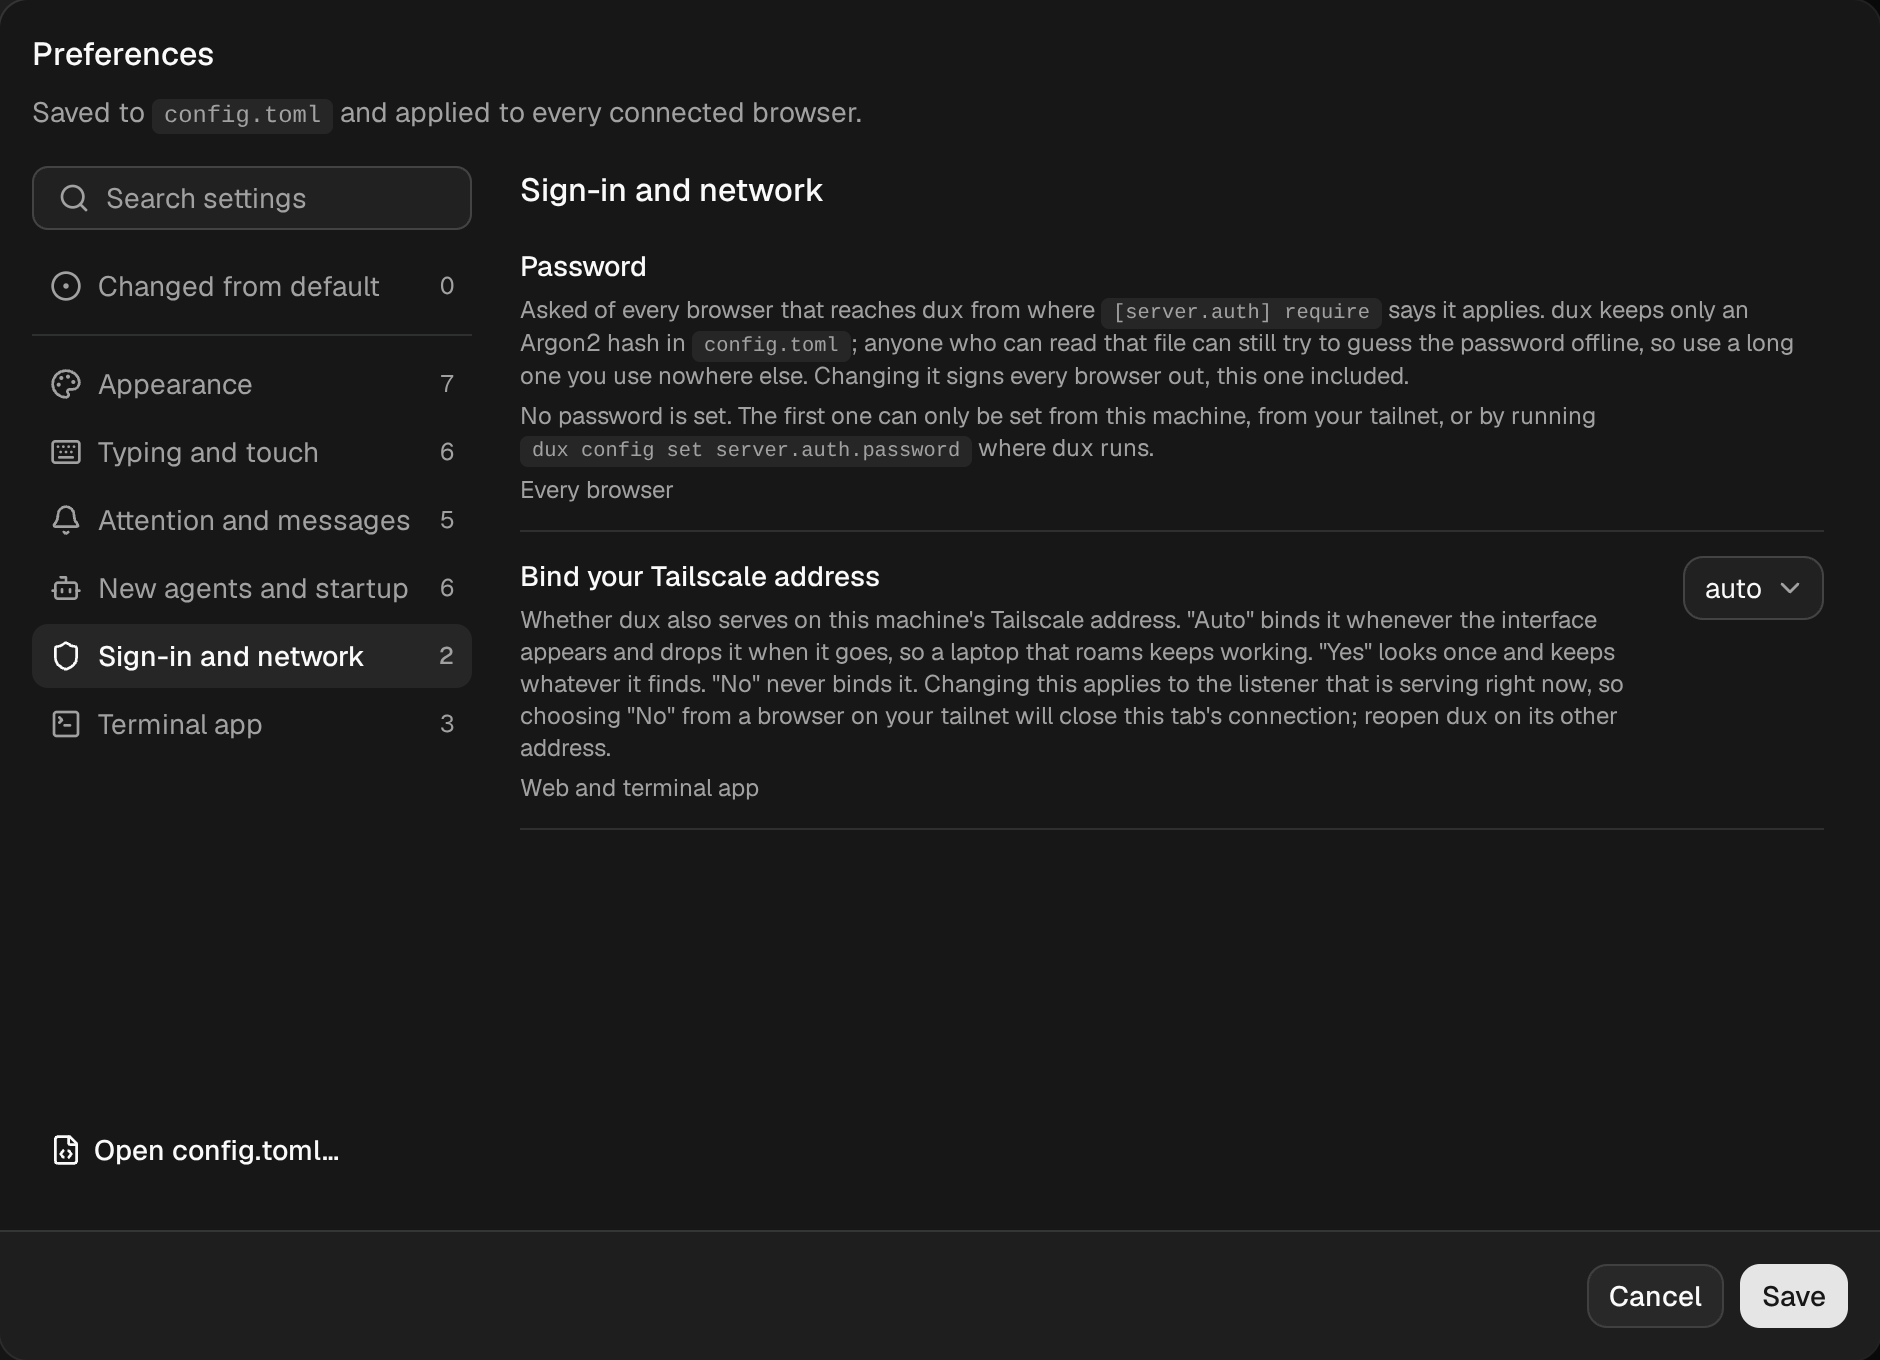 Preferences
Saved to config.toml and applied to every connected browser.
Search settings
Changed from default 0
Appearance 7
Typing and touch 6
Attention and messages 5
New agents and startup 6
Sign-in and network 2
Terminal app 3
Open config.toml...
Sign-in and network
Password
Asked of every browser that reaches dux from where [server.auth] require says it applies. dux keeps only an
Argon2 hash in config.toml; anyone who can read that file can still try to guess the password offline, so use a long
one you use nowhere else. Changing it signs every browser out, this one included.
No password is set. The first one can only be set from this machine, from your tailnet, or by running
dux config set server.auth.password where dux runs.
Every browser
Bind your Tailscale address
auto
Whether dux also serves on this machine's Tailscale address. "Auto" binds it whenever the interface
appears and drops it when it goes, so a laptop that roams keeps working. "Yes" looks once and keeps
whatever it finds. "No" never binds it. Changing this applies to the listener that is serving right now, so
choosing "No" from a browser on your tailnet will close this tab's connection; reopen dux on its other
address.
Web and terminal app
Cancel
Save